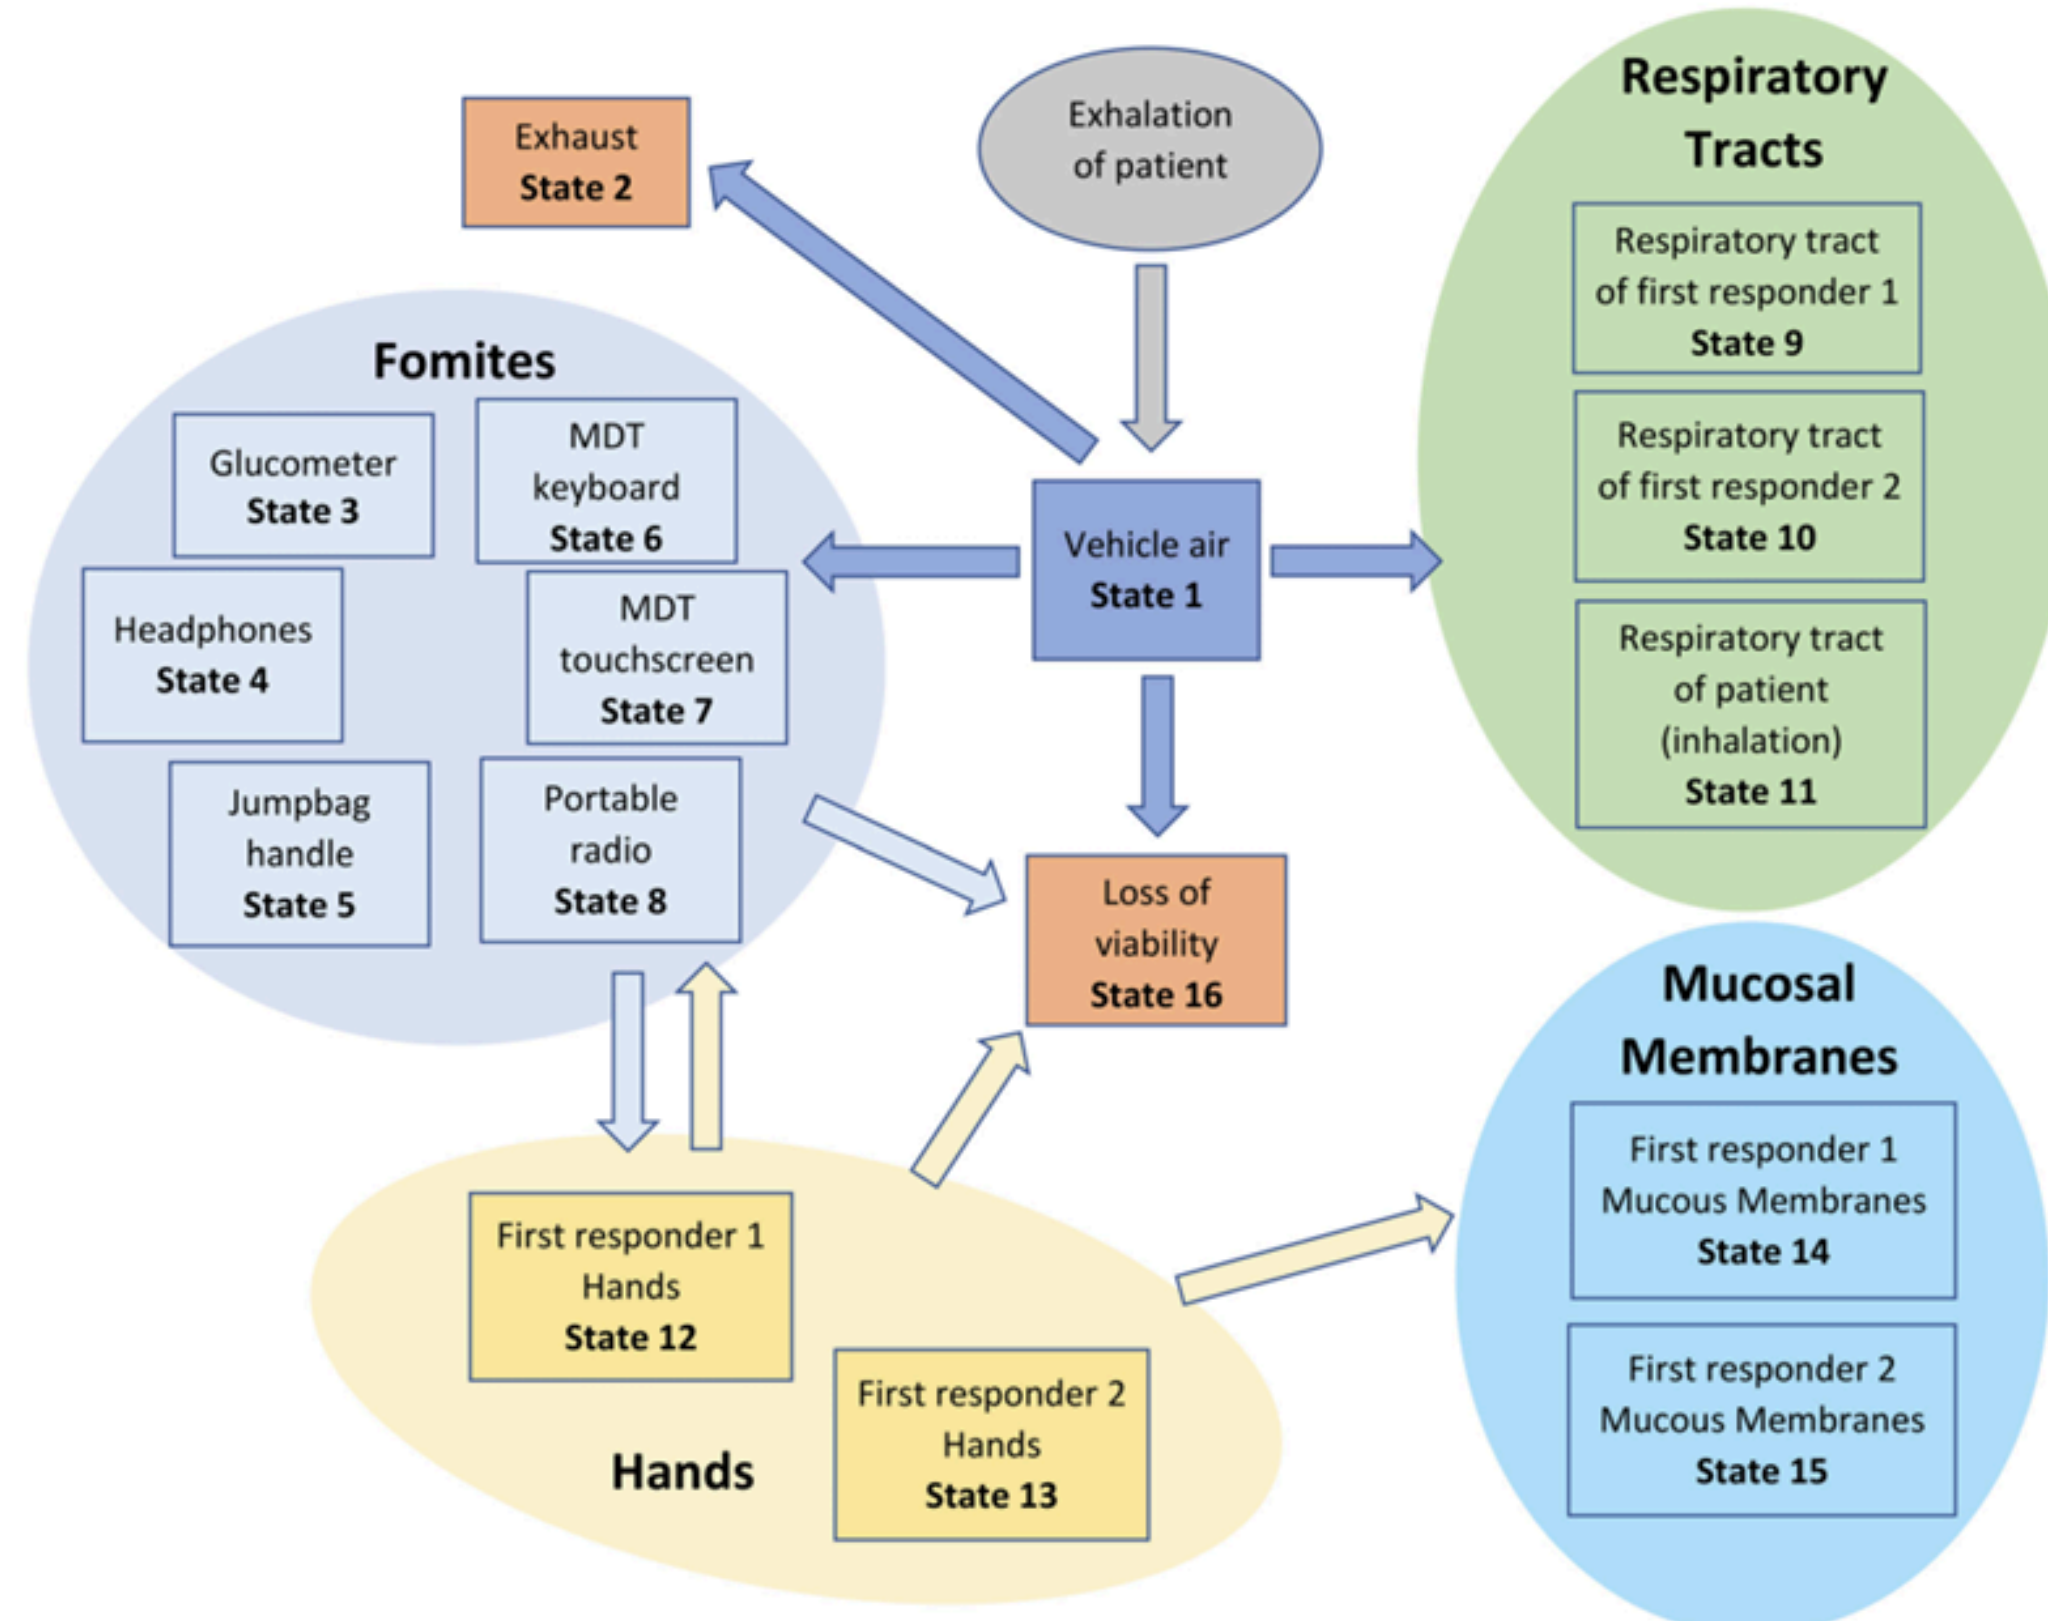 Exhaust
State 2
Exhalation
of patient
Respiratory
Tracts
Respiratory tract
of first responder 1
State 9
Respiratory tract
of first responder 2
State 10
Respiratory tract
of patient
(inhalation)
State 11
Fomites
Glucometer
State 3
MDT
keyboard
State 6
Headphones
State 4
MDT
touchscreen
State 7
Jumpbag
handle
State 5
Portable
radio
State 8
Vehicle air
State 1
Loss of
viability
State 16
Mucosal
Membranes
First responder 1
Mucous Membranes
State 14
First responder 2
Mucous Membranes
State 15
First responder 1
Hands
State 12
First responder 2
Hands
State 13
Hands